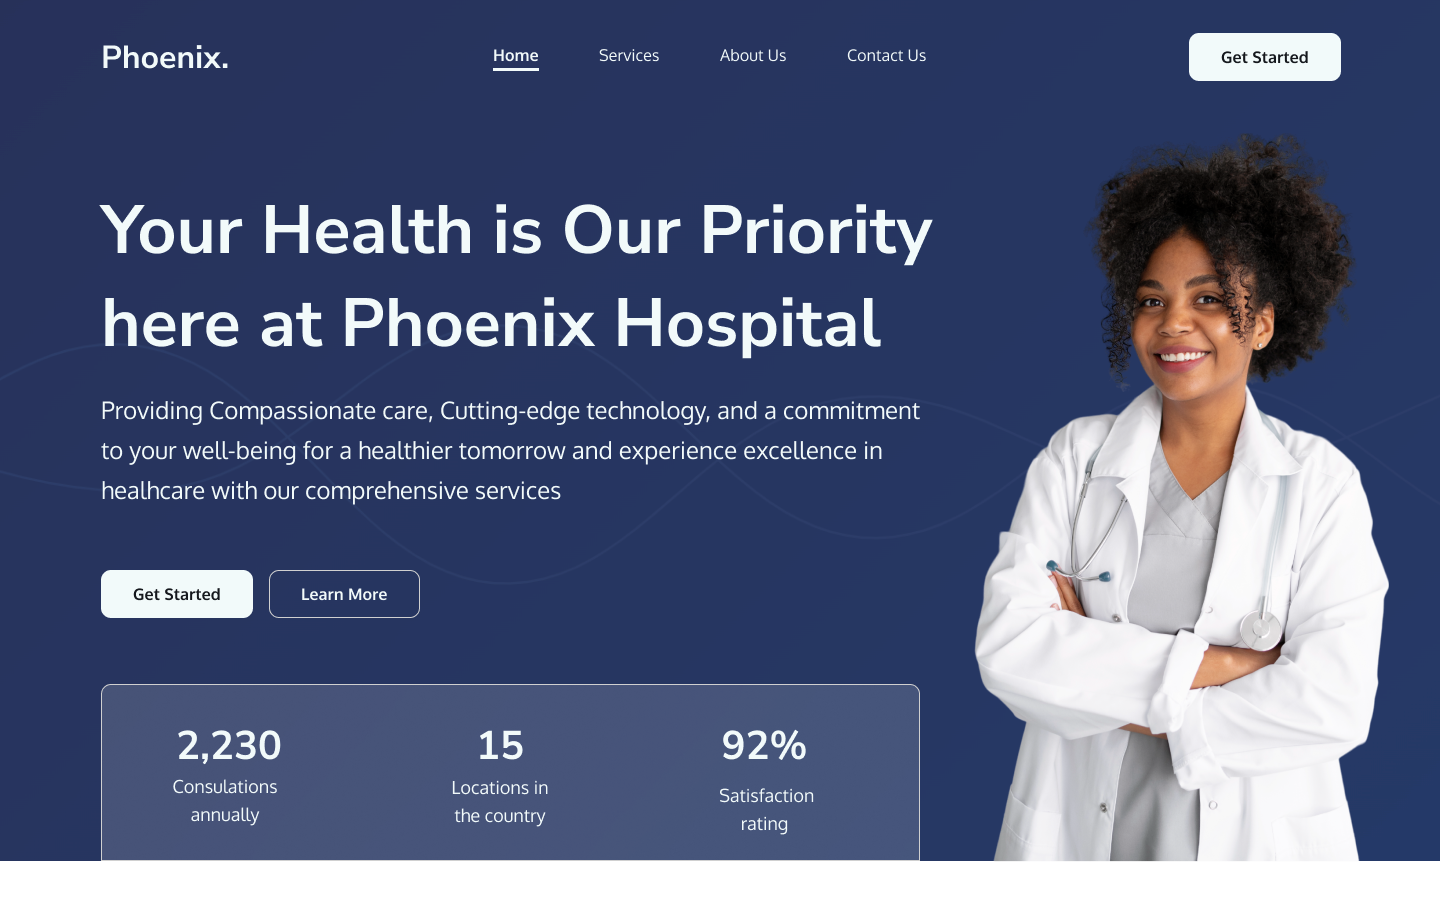 Phoenix.
Home
Services
About Us
Contact Us
Get Started
Your Health is Our Priority
here at Phoenix Hospital
Providing Compassionate care, Cutting-edge technology, and a commitment
to your well-being for a healthier tomorrow and experience excellence in
healhcare with our comprehensive services
Get Started
Learn More
2,230
Consulations
annually
15
Locations in
the country
92%
Satisfaction
rating